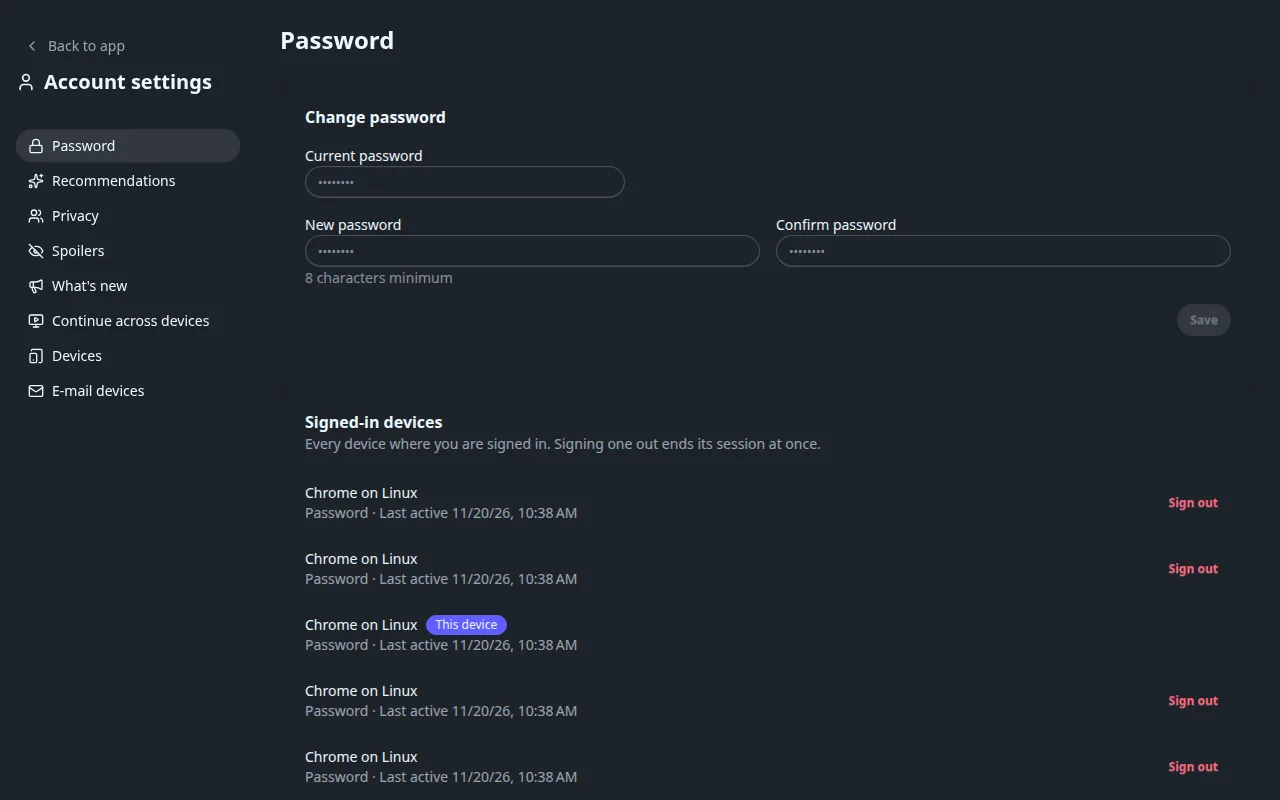 Back to app
Account settings
Password
Recommendations
Privacy
Spoilers
What's new
Continue across devices
Devices
E-mail devices
Password
Change password
Current password
••••••••
New password
Confirm password
••••••••
••••••••
8 characters minimum
Save
Signed-in devices
Every device where you are signed in. Signing one out ends its session at once.
Chrome on Linux
Password · Last active 11/20/26, 10:38 AM
Sign out
Chrome on Linux
Password · Last active 11/20/26, 10:38 AM
Sign out
Chrome on Linux This device
Password · Last active 11/20/26, 10:38 AM
Chrome on Linux
Password · Last active 11/20/26, 10:38 AM
Sign out
Chrome on Linux
Password · Last active 11/20/26, 10:38 AM
Sign out